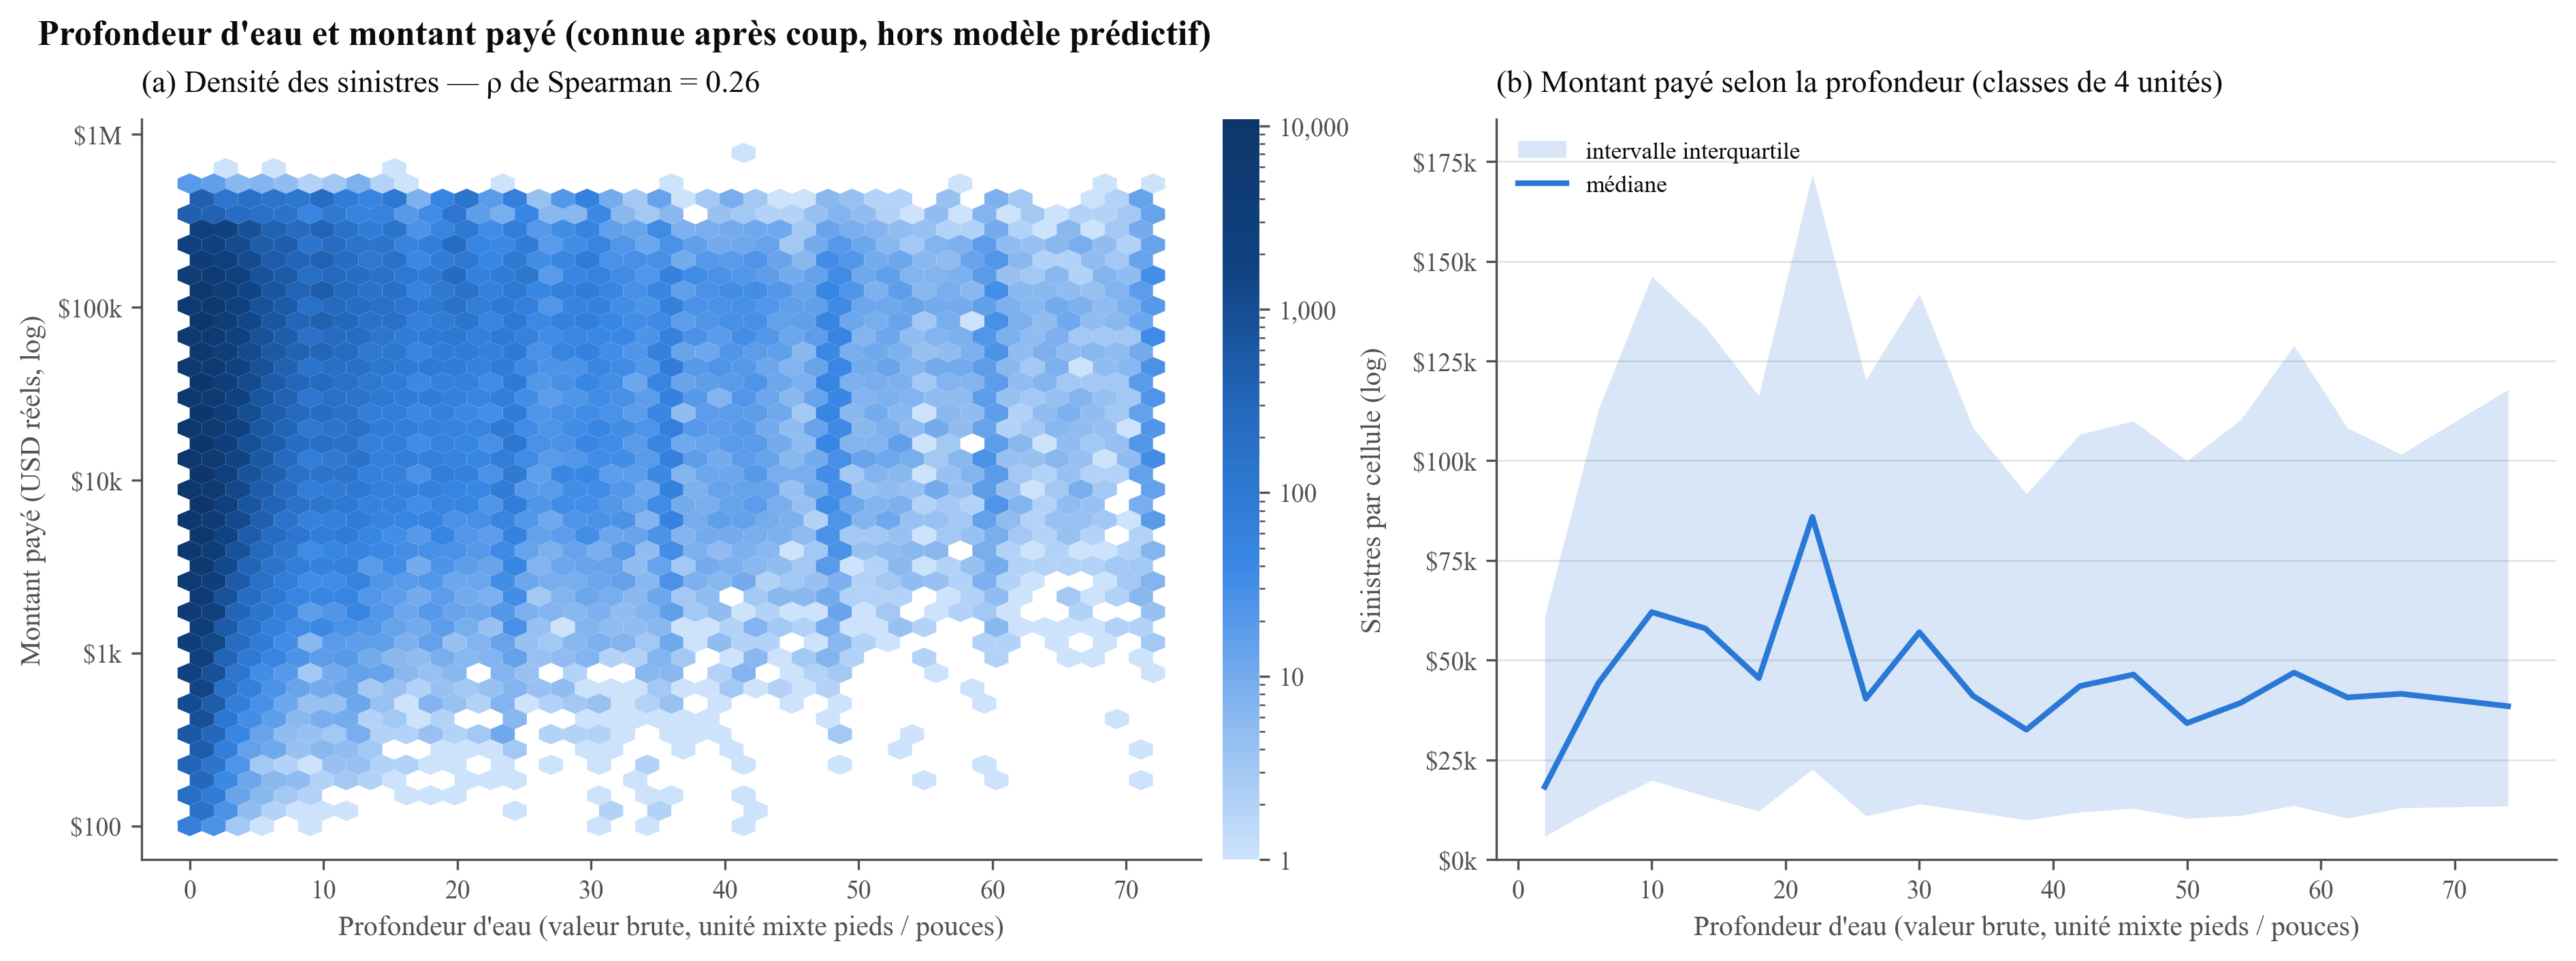 Profondeur d'eau et montant payé (connue après coup, hors modèle prédictif)
(a) Densité des sinistres — ρ de Spearman = 0.26
$1M
$100k
$10k
$1k
$100
Montant payé (USD réels, log)
0 10 20 30 40 50 60 70
Profondeur d'eau (valeur brute, unité mixte pieds / pouces)
10,000
1,000
100
10
1
Sinistres par cellule (log)
(b) Montant payé selon la profondeur (classes de 4 unités)
intervalle interquartile
médiane
$175k
$150k
$125k
$100k
$75k
$50k
$25k
$0k
0 10 20 30 40 50 60 70
Profondeur d'eau (valeur brute, unité mixte pieds / pouces)